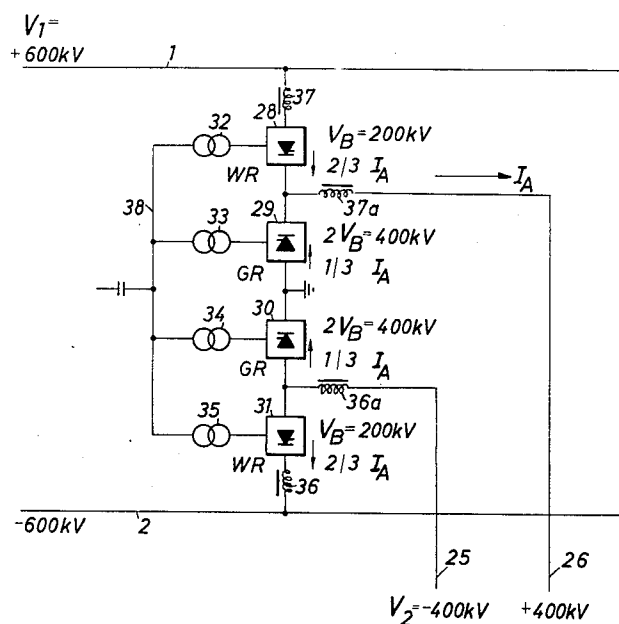 V1=
+600kV
1
37
28
32
VB=200kV
2/3 IA
WR
IA
37a
38
33
29
2VB=400kV
1/3 IA
GR
30
34
2VB=400kV
1/3 IA
GR
36a
31
35
VB=200kV
2/3 IA
WR
36
-600kV
2
25
26
V2=-400kV
+400kV